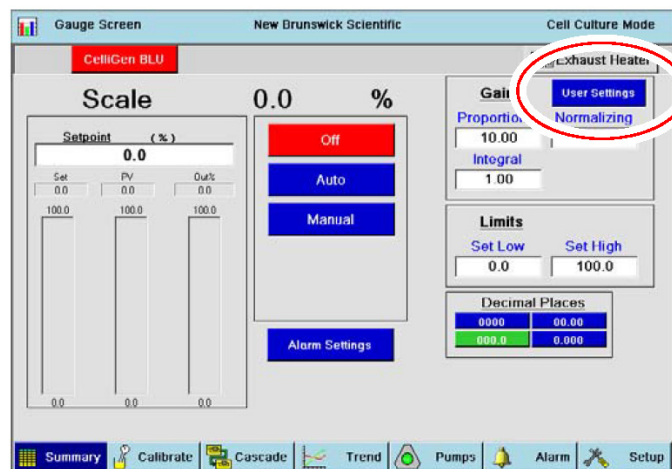 Gauge Screen New Brunswick Scientific Cell Culture Mode
CelliGen BLU Exhaust Heater
Scale 0.0 %
Setpoint (%)
0.0
Set PV Out%
0.0 0.0 0.0
100.0 100.0 100.0
0.0 0.0 0.0
Off
Auto
Manual
Alarm Settings
User Settings
Normalizing
10.00
Integral
1.00
Limits
Set Low Set High
0.0 100.0
Decimal Places
0000 00.00
000.0 0.000
Summary Calibrate Cascade Trend Pumps Alarm Setup